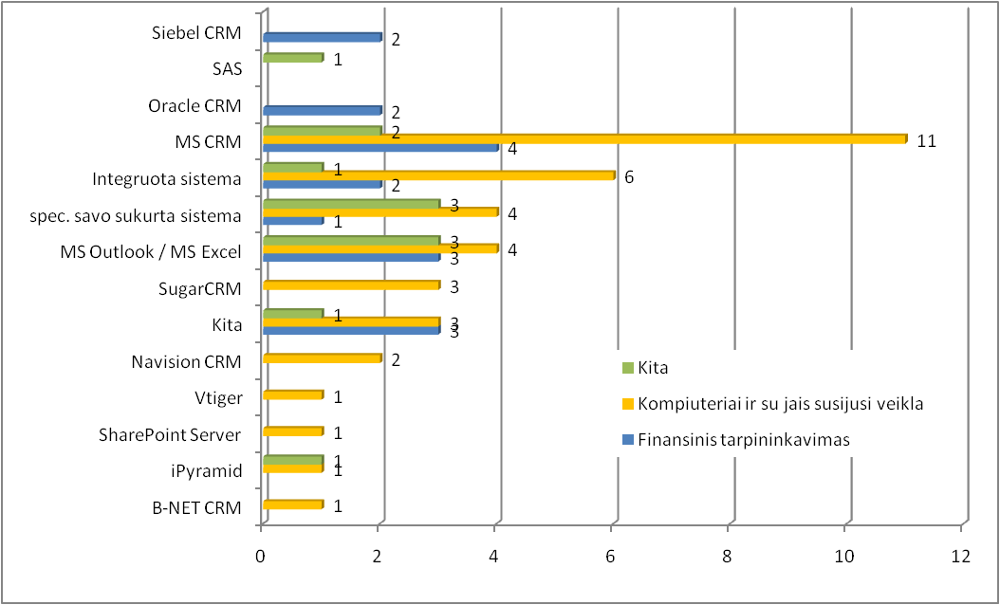 Siebel CRM
2
SAS
1
Oracle CRM
2
MS CRM
2
11
4
Integruota sistema
1
6
2
spec. savo sukurta sistema
3
4
1
MS Outlook / MS Excel
3
4
3
SugarCRM
3
Kita
1
3
3
Navision CRM
2
Vtiger
1
SharePoint Server
1
iPyramid
1
1
B-NET CRM
1
Kita
Kompiuteriai ir su jais susijusi veikla
Finansinis tarpininkavimas
0 2 4 6 8 10 12